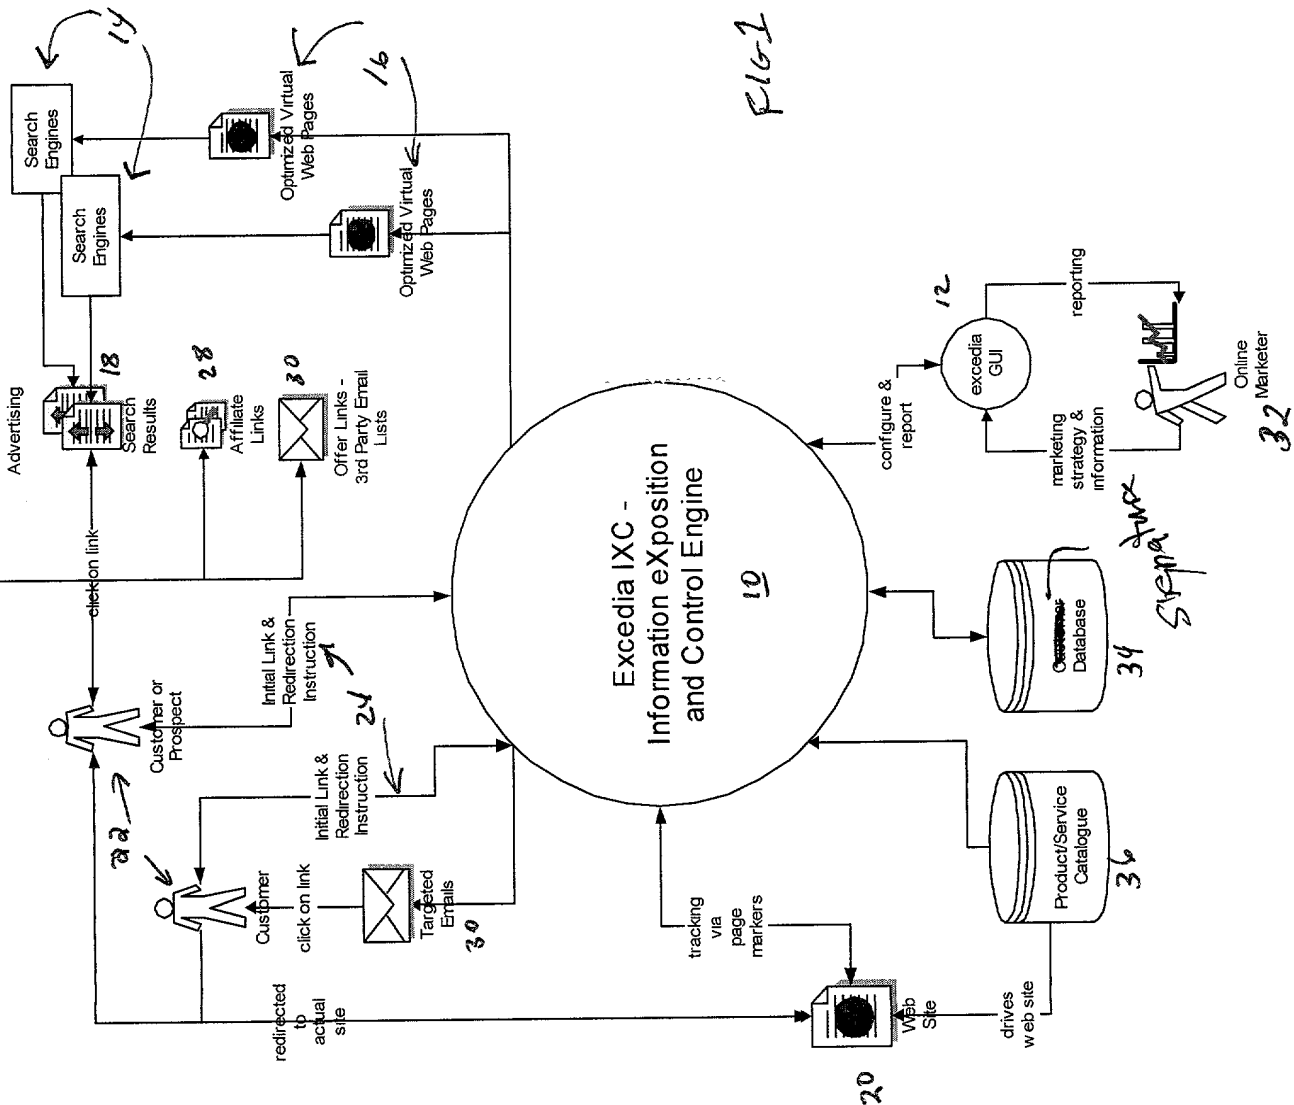 Advertising
14
Search
Engines
Search
Engines
18
Search
Results
28
Affiliate
Links
30
Offer Links -
3rd Party Email
Lists
16
Optimized Virtual
Web Pages
Optimized Virtual
Web Pages
click on link
Customer or
Prospect
22
Initial Link &
Redirection
Instruction
24
Initial Link &
Redirection
Instruction
Customer
click on link
Targeted
Emails
30
redirected
to
actual
site
Excedia IXC -
Information eXposition
and Control Engine
10
FIG-1
configure &
report
12
excedia
GUI
reporting
marketing
strategy &
information
Online
Marketer
32
tracking
via
page
markers
Web
Site
20
drives
web site
Product/Service
Catalogue
36
Customer
Database
34